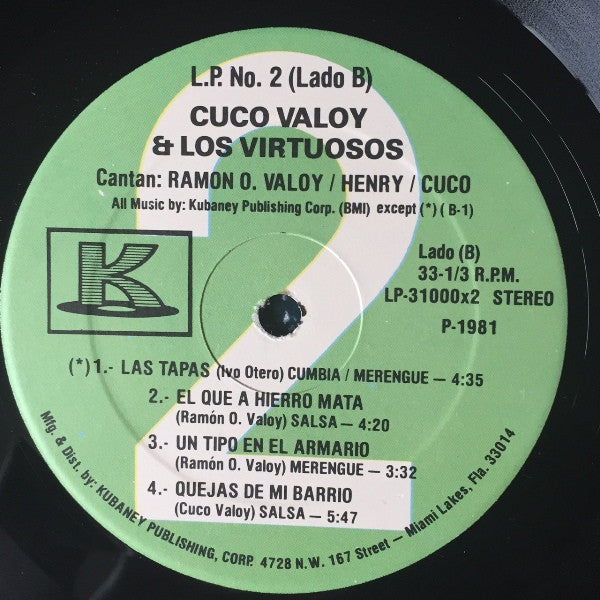 L.P. No. 2 (Lado B)
CUCO VALOY
& LOS VIRTUOSOS
Cantan: RAMON O. VALOY / HENRY / CUCO
All Music by: Kubaney Publishing Corp. (BMI) except (*) ( B-1)
K
Lado (B)
33-1/3 R.P.M.
LP-31000x2 STEREO
P-1981
2
(*)1.- LAS TAPAS (Ivo Otero) CUMBIA / MERENGUE — 4:35
2.- EL QUE A HIERRO MATA
(Ramón O. Valoy) SALSA — 4:20
3.- UN TIPO EN EL ARMARIO
(Ramón O. Valoy) MERENGUE — 3:32
4.- QUEJAS DE MI BARRIO
(Cuco Valoy) SALSA — 5:47
Mfg. & Dist. by: KUBANEY PUBLISHING, CORP. 4728 N.W. 167 Street — Miami Lakes, Fla. 33014